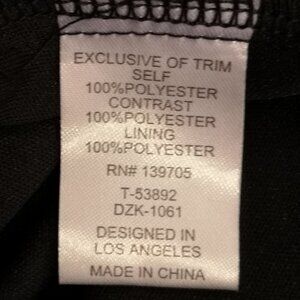 EXCLUSIVE OF TRIM
SELF
100%POLYESTER
CONTRAST
100%POLYESTER
LINING
100%POLYESTER
RN# 139705
T-53892
DZK-1061
DESIGNED IN
LOS ANGELES
MADE IN CHINA